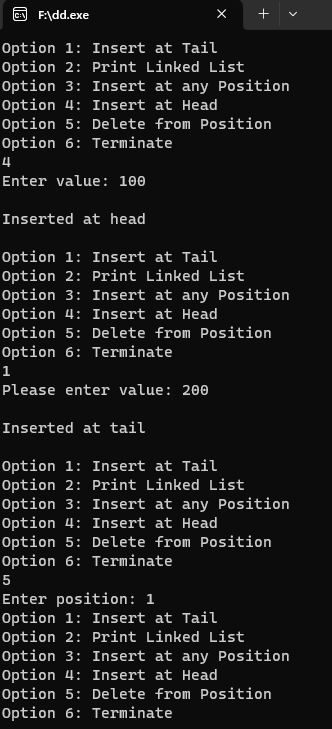 F:\dd.exe
Option 1: Insert at Tail
Option 2: Print Linked List
Option 3: Insert at any Position
Option 4: Insert at Head
Option 5: Delete from Position
Option 6: Terminate
4
Enter value: 100
Inserted at head
Option 1: Insert at Tail
Option 2: Print Linked List
Option 3: Insert at any Position
Option 4: Insert at Head
Option 5: Delete from Position
Option 6: Terminate
1
Please enter value: 200
Inserted at tail
Option 1: Insert at Tail
Option 2: Print Linked List
Option 3: Insert at any Position
Option 4: Insert at Head
Option 5: Delete from Position
Option 6: Terminate
5
Enter position: 1
Option 1: Insert at Tail
Option 2: Print Linked List
Option 3: Insert at any Position
Option 4: Insert at Head
Option 5: Delete from Position
Option 6: Terminate